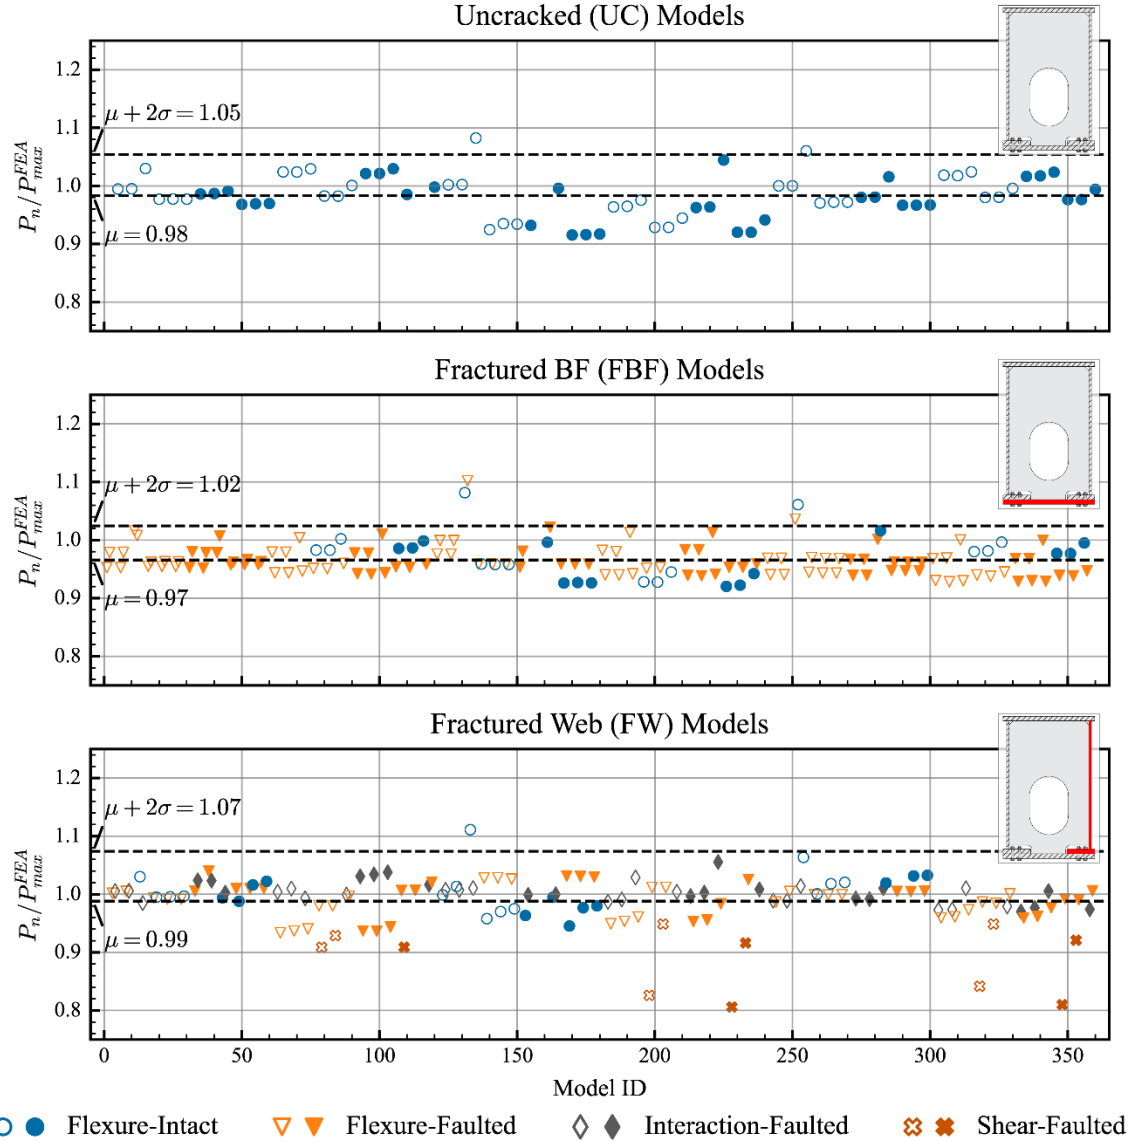 Uncracked (UC) Models
1.2
μ + 2σ = 1.05
1.1
1.0
μ = 0.98
0.9
0.8
P_n/P_max^FEA
Fractured BF (FBF) Models
1.2
μ + 2σ = 1.02
1.1
1.0
μ = 0.97
0.9
0.8
P_n/P_max^FEA
Fractured Web (FW) Models
1.2
μ + 2σ = 1.07
1.1
1.0
μ = 0.99
0.9
0.8
P_n/P_max^FEA
0 50 100 150 200 250 300 350
Model ID
Flexure-Intact Flexure-Faulted Interaction-Faulted Shear-Faulted